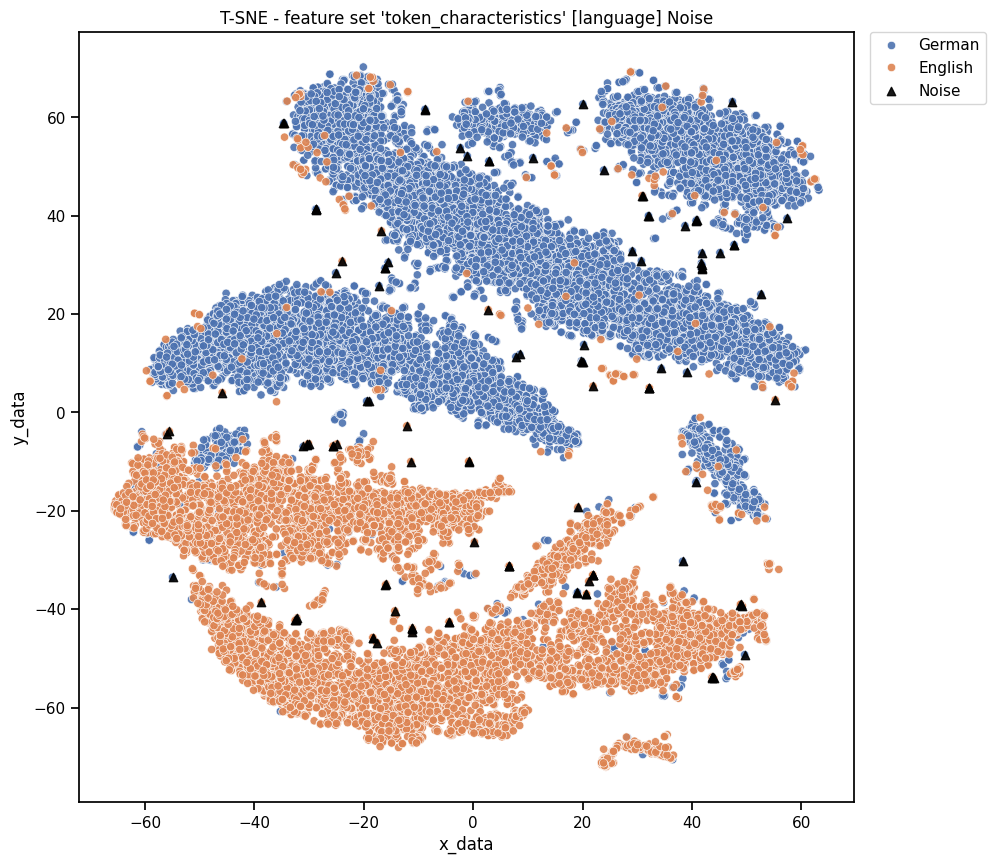 T-SNE - feature set 'token_characteristics' [language] Noise
German
English
Noise
60
40
20
0
−20
−40
−60
y_data
−60
−40
−20
0
20
40
60
x_data